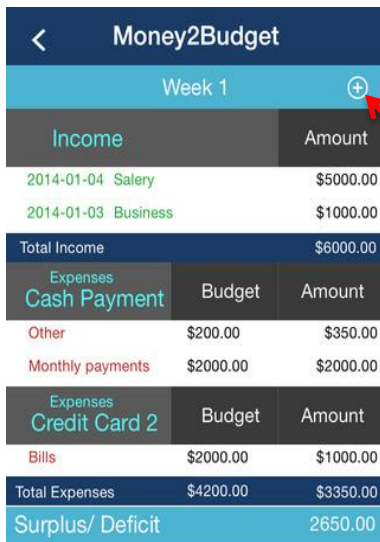 Money2Budget
Week 1
Income Amount
2014-01-04 Salery $5000.00
2014-01-03 Business $1000.00
Total Income $6000.00
Expenses
Cash Payment Budget Amount
Other $200.00 $350.00
Monthly payments $2000.00 $2000.00
Expenses
Credit Card 2 Budget Amount
Bills $2000.00 $1000.00
Total Expenses $4200.00 $3350.00
Surplus/ Deficit 2650.00